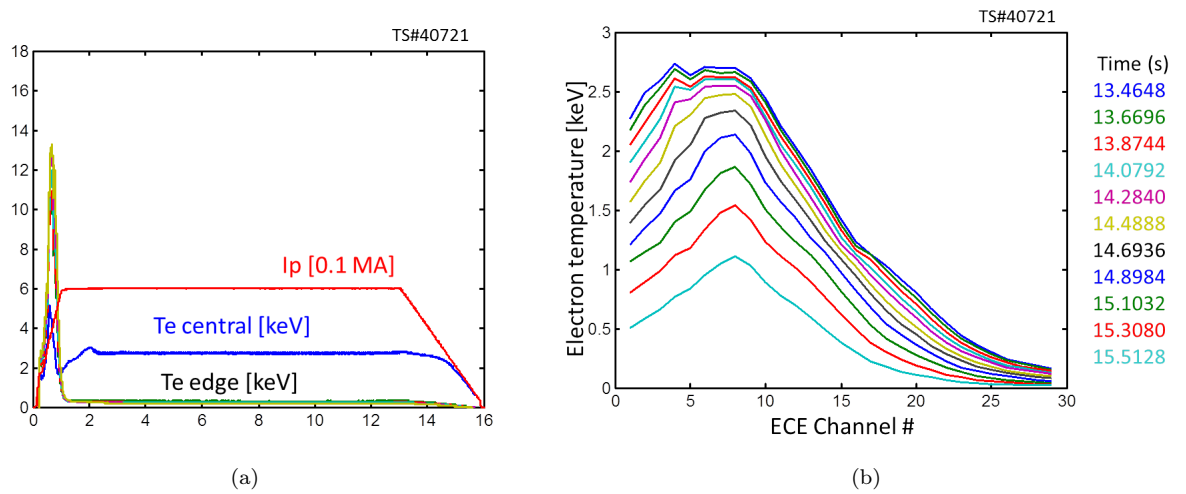 TS#40721
18
16
14
12
10
8
6
4
2
0
0 2 4 6 8 10 12 14 16
Ip [0.1 MA]
Te central [keV]
Te edge [keV]
(a)
TS#40721
Electron temperature [keV]
3
2.5
2
1.5
1
0.5
0
0 5 10 15 20 25 30
ECE Channel #
Time (s)
13.4648
13.6696
13.8744
14.0792
14.2840
14.4888
14.6936
14.8984
15.1032
15.3080
15.5128
(b)